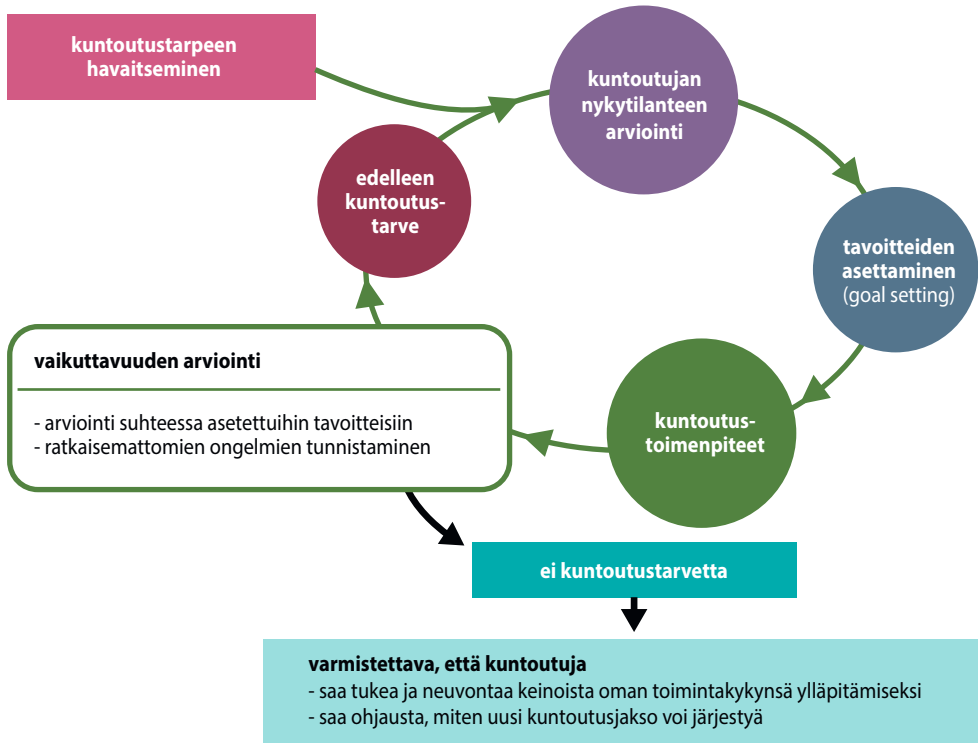 kuntoutustarpeen
havaitseminen
kuntoutujan
nykytilanteen
arviointi
tavoitteiden
asettaminen
(goal setting)
kuntoutus-
toimenpiteet
vaikuttavuuden arviointi
- arviointi suhteessa asetettuihin tavoitteisiin
- ratkaisemattomien ongelmien tunnistaminen
edelleen
kuntoutus-
tarve
ei kuntoutustarvetta
varmistettava, että kuntoutuja
- saa tukea ja neuvontaa keinoista oman toimintakykynsä ylläpitämiseksi
- saa ohjausta, miten uusi kuntoutusjakso voi järjestyä